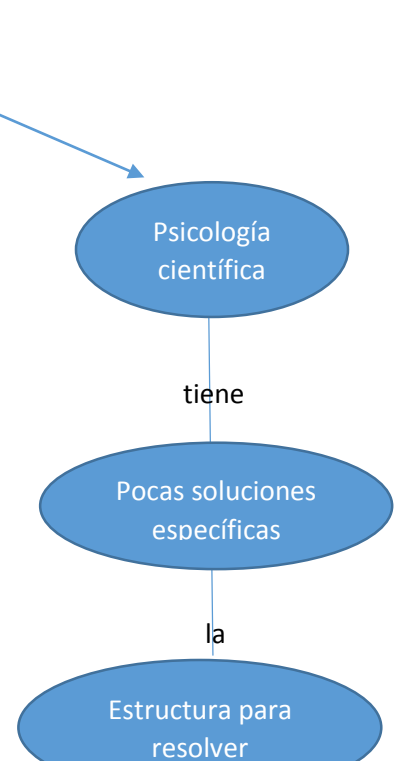 Psicología
científica
tiene
Pocas soluciones
específicas
la
Estructura para
resolver